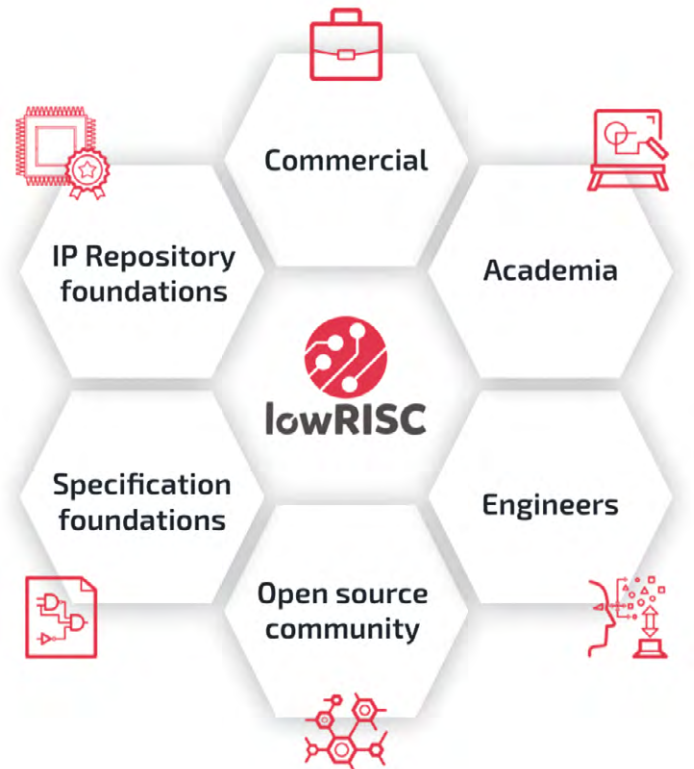 Commercial
IP Repository
foundations
Academia
lowRISC
Specification
foundations
Engineers
Open source
community